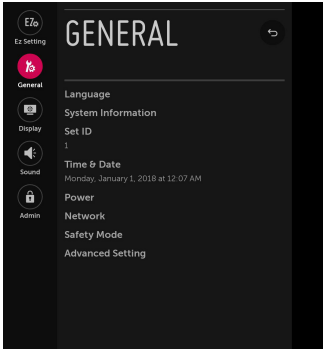 EZ
Ez Setting
General
Display
Sound
Admin
GENERAL
Language
System Information
Set ID
1
Time & Date
Monday, January 1, 2018 at 12:07 AM
Power
Network
Safety Mode
Advanced Setting